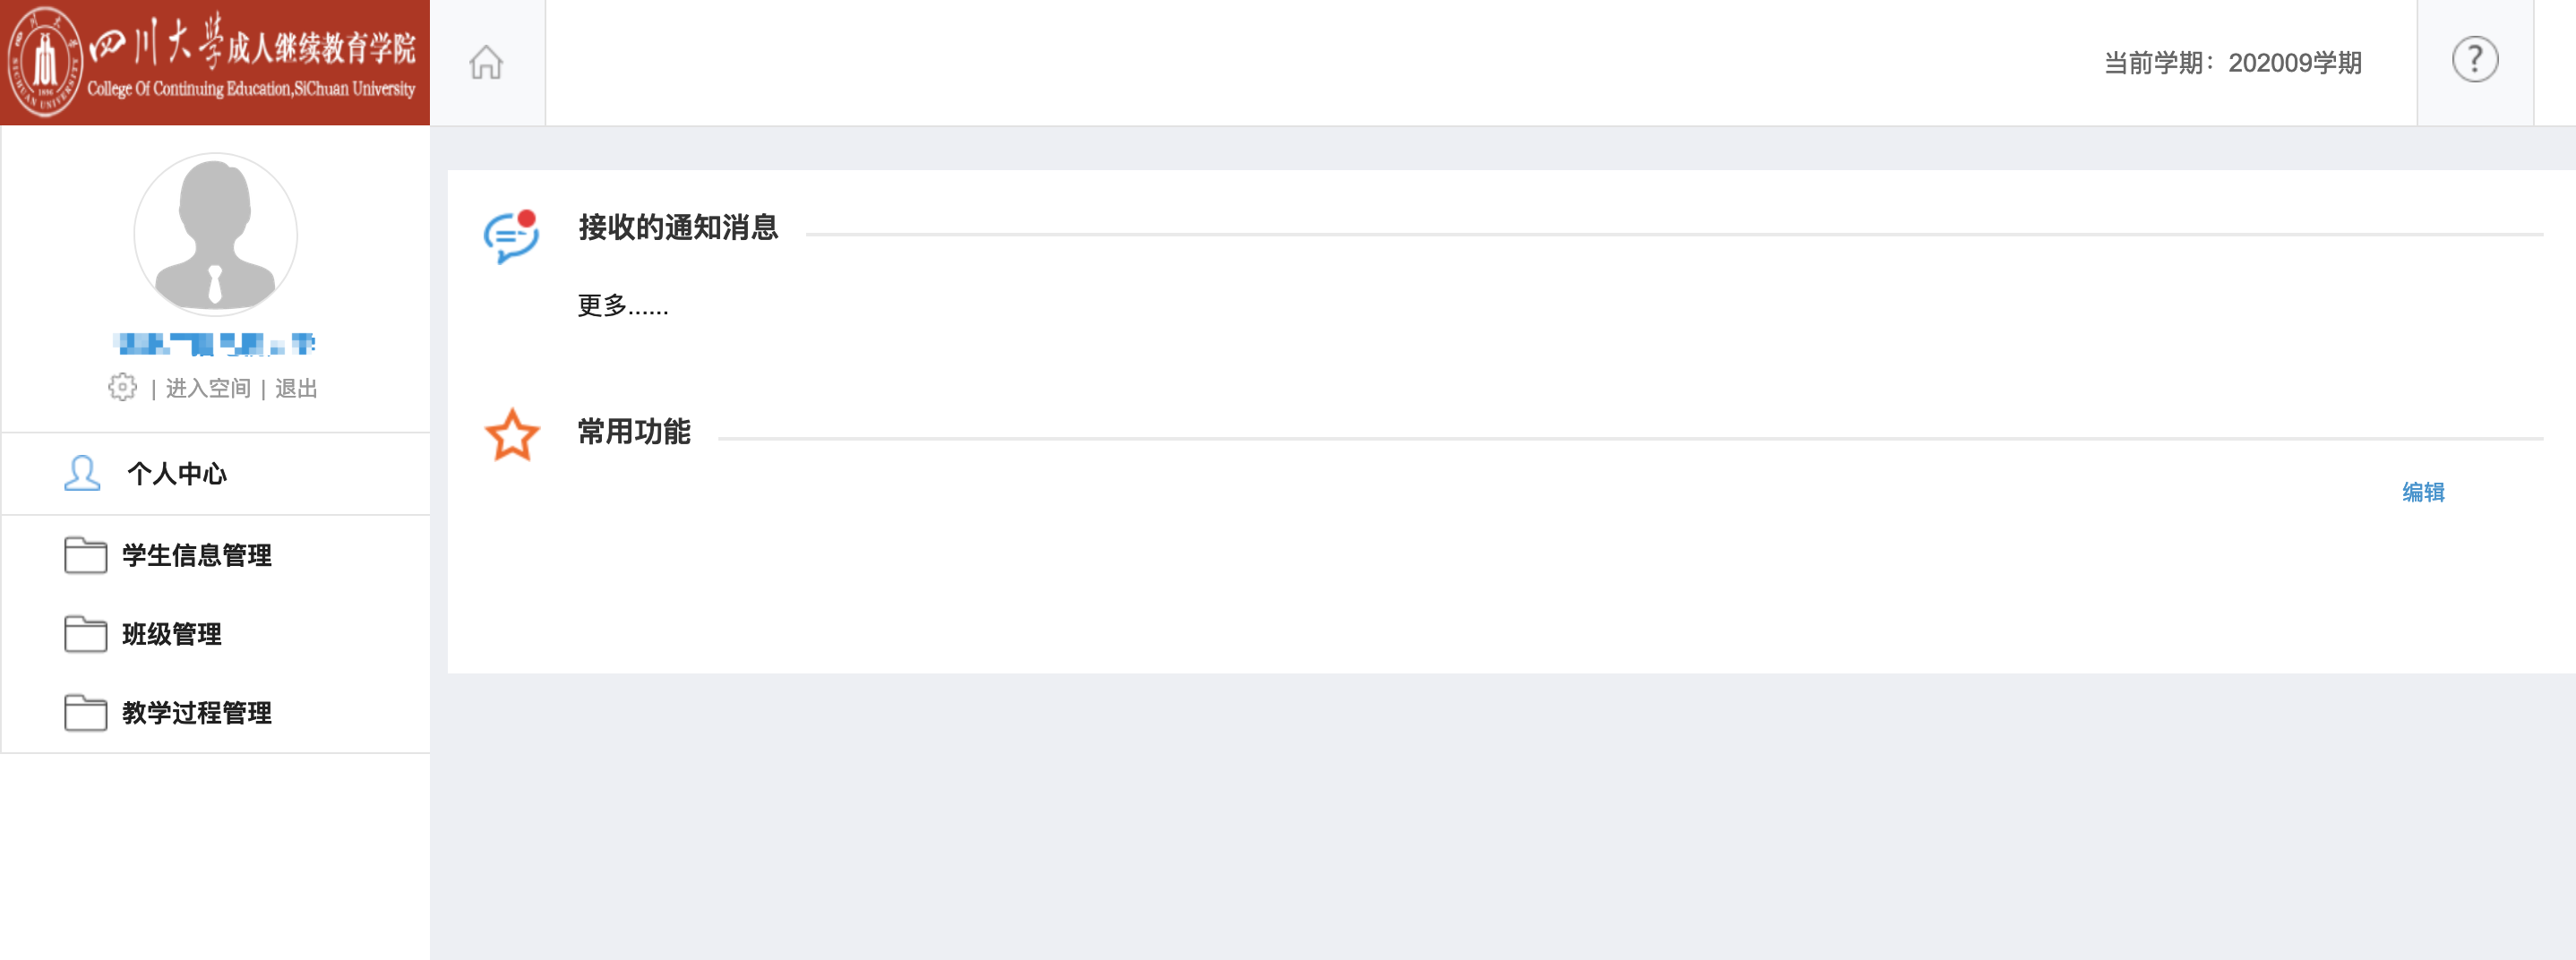 四川大学成人继续教育学院
College Of Continuing Education,SiChuan University
当前学期：202009学期
?
进入空间 | 退出
个人中心
学生信息管理
班级管理
教学过程管理
接收的通知消息
更多......
常用功能
编辑